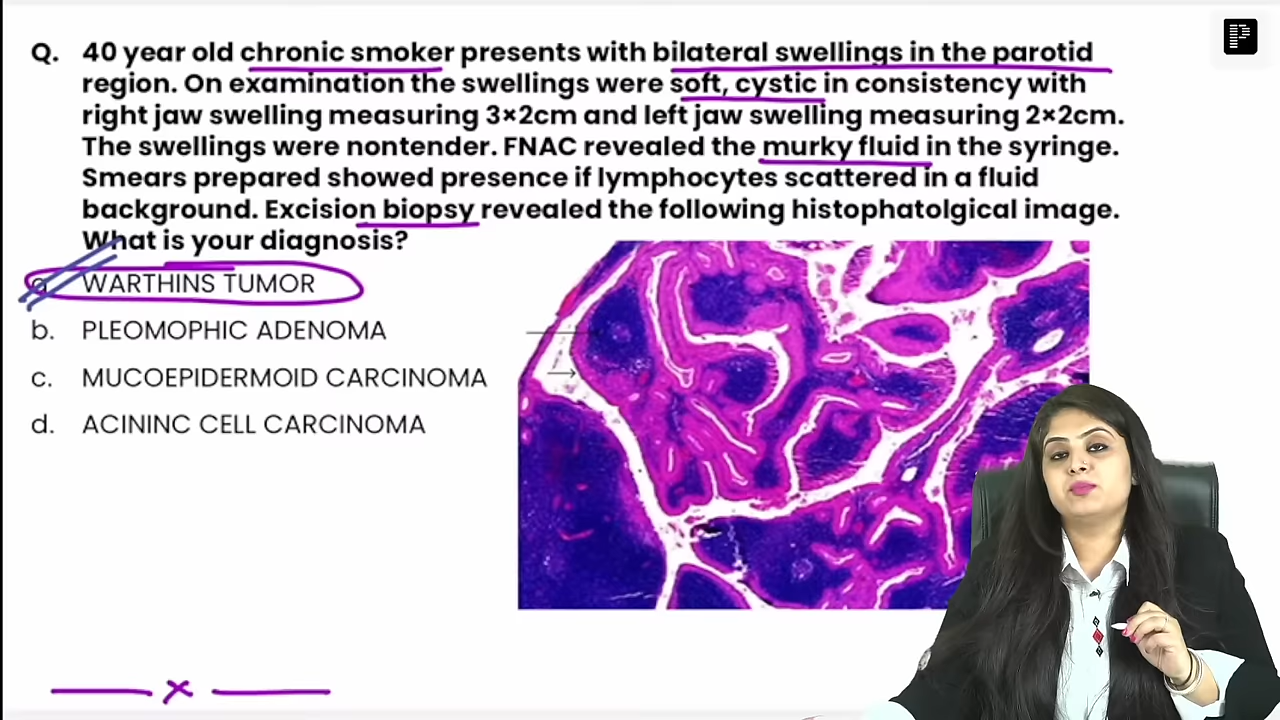 Q. 40 year old chronic smoker presents with bilateral swellings in the parotid
region. On examination the swellings were soft, cystic in consistency with
right jaw swelling measuring 3×2cm and left jaw swelling measuring 2×2cm.
The swellings were nontender. FNAC revealed the murky fluid in the syringe.
Smears prepared showed presence if lymphocytes scattered in a fluid
background. Excision biopsy revealed the following histophatolgical image.
What is your diagnosis?
a. WARTHINS TUMOR
b. PLEOMOPHIC ADENOMA
c. MUCOEPIDERMOID CARCINOMA
d. ACININC CELL CARCINOMA